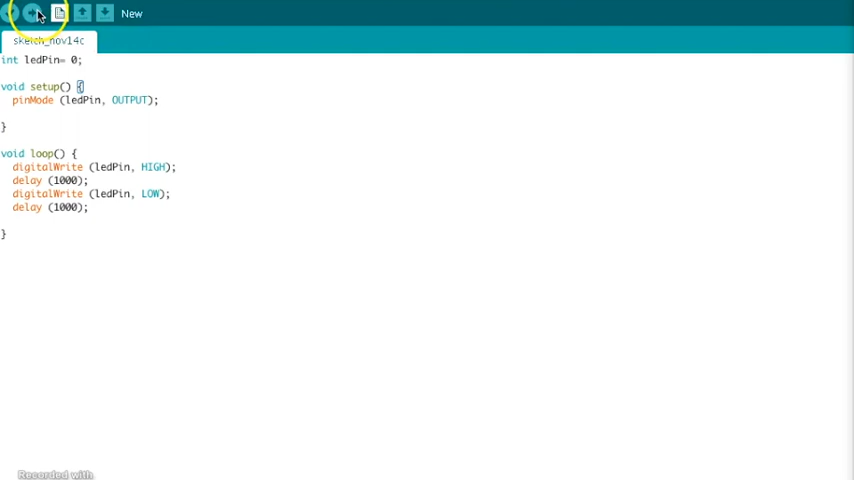 New
sketch_nov14c
int ledPin= 0;
void setup() {
pinMode (ledPin, OUTPUT);
}
void loop() {
digitalWrite (ledPin, HIGH);
delay (1000);
digitalWrite (ledPin, LOW);
delay (1000);
}
Recorded with